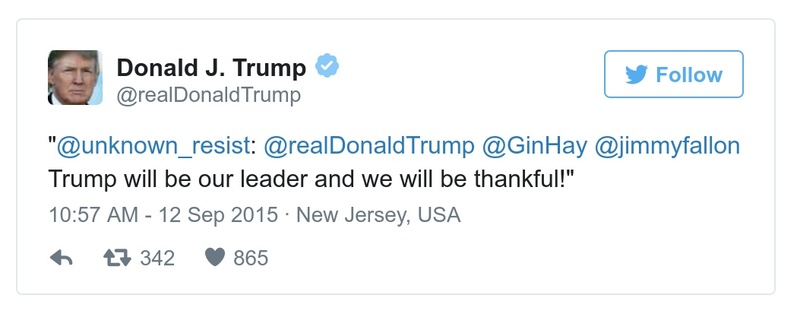 Donald J. Trump
@realDonaldTrump
Follow
"@unknown_resist: @realDonaldTrump @GinHay @jimmyfallon
Trump will be our leader and we will be thankful!"
10:57 AM - 12 Sep 2015 · New Jersey, USA
342 865